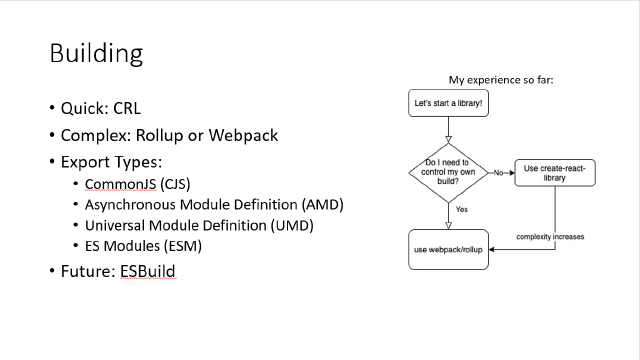 Building
• Quick: CRL
• Complex: Rollup or Webpack
• Export Types:
• CommonJS (CJS)
• Asynchronous Module Definition (AMD)
• Universal Module Definition (UMD)
• ES Modules (ESM)
• Future: ESBuild
My experience so far:
Let's start a library!
Do I need to
control my own
build?
No
Use create-react-
library
Yes
complexity increases
use webpack/rollup